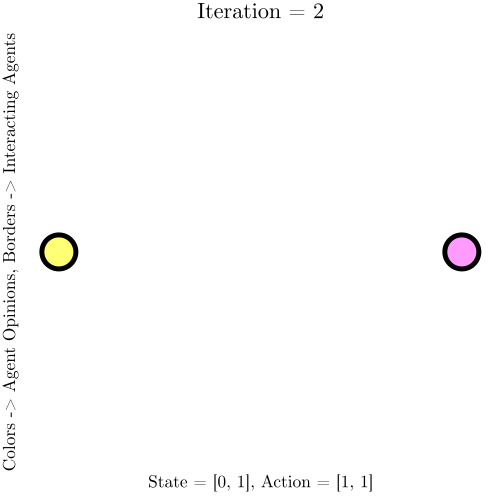 Iteration = 2
Colors -> Agent Opinions, Borders -> Interacting Agents
State = [0, 1], Action = [1, 1]